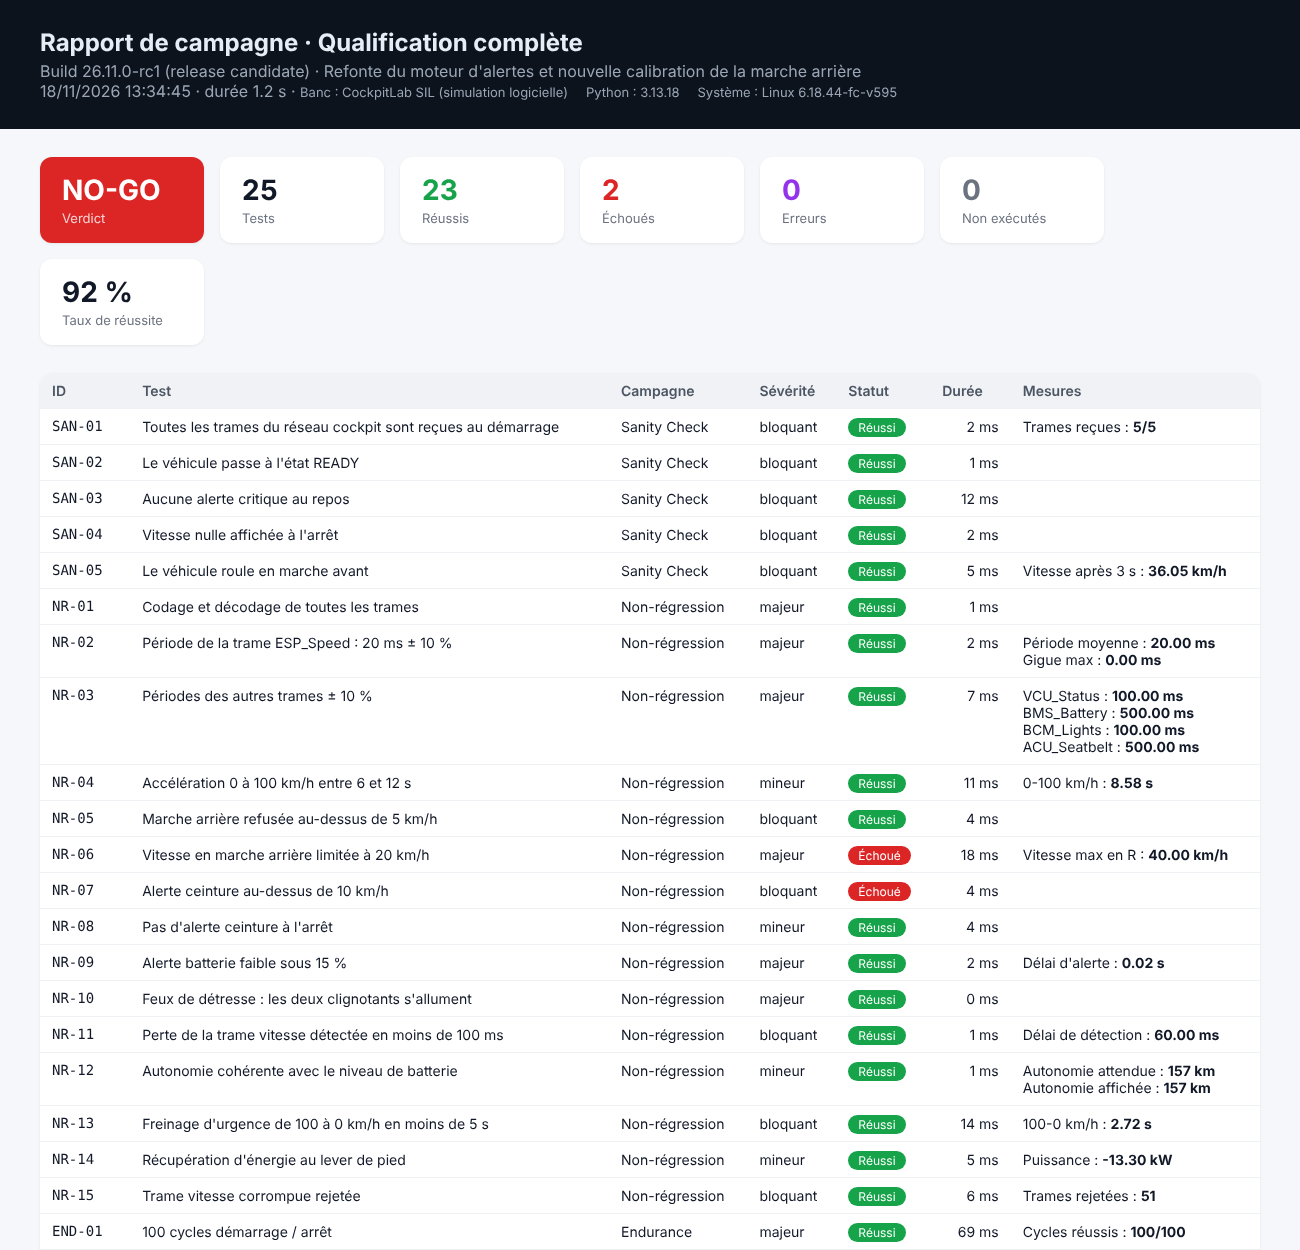 Rapport de campagne · Qualification complète
Build 26.11.0-rc1 (release candidate) · Refonte du moteur d'alertes et nouvelle calibration de la marche arrière
18/11/2026 13:34:45 · durée 1.2 s · Banc : CockpitLab SIL (simulation logicielle) Python : 3.13.18 Système : Linux 6.18.44-fc-v595
NO-GO
Verdict
25
Tests
23
Réussis
2
Échoués
0
Erreurs
0
Non exécutés
92 %
Taux de réussite
ID Test Campagne Sévérité Statut Durée Mesures
SAN-01 Toutes les trames du réseau cockpit sont reçues au démarrage Sanity Check bloquant Réussi 2 ms Trames reçues : 5/5
SAN-02 Le véhicule passe à l'état READY Sanity Check bloquant Réussi 1 ms
SAN-03 Aucune alerte critique au repos Sanity Check bloquant Réussi 12 ms
SAN-04 Vitesse nulle affichée à l'arrêt Sanity Check bloquant Réussi 2 ms
SAN-05 Le véhicule roule en marche avant Sanity Check bloquant Réussi 5 ms Vitesse après 3 s : 36.05 km/h
NR-01 Codage et décodage de toutes les trames Non-régression majeur Réussi 1 ms
NR-02 Période de la trame ESP_Speed : 20 ms ± 10 % Non-régression majeur Réussi 2 ms Période moyenne : 20.00 ms
Gigue max : 0.00 ms
NR-03 Périodes des autres trames ± 10 % Non-régression majeur Réussi 7 ms VCU_Status : 100.00 ms
BMS_Battery : 500.00 ms
BCM_Lights : 100.00 ms
ACU_Seatbelt : 500.00 ms
NR-04 Accélération 0 à 100 km/h entre 6 et 12 s Non-régression mineur Réussi 11 ms 0-100 km/h : 8.58 s
NR-05 Marche arrière refusée au-dessus de 5 km/h Non-régression bloquant Réussi 4 ms
NR-06 Vitesse en marche arrière limitée à 20 km/h Non-régression majeur Échoué 18 ms Vitesse max en R : 40.00 km/h
NR-07 Alerte ceinture au-dessus de 10 km/h Non-régression bloquant Échoué 4 ms
NR-08 Pas d'alerte ceinture à l'arrêt Non-régression mineur Réussi 4 ms
NR-09 Alerte batterie faible sous 15 % Non-régression majeur Réussi 2 ms Délai d'alerte : 0.02 s
NR-10 Feux de détresse : les deux clignotants s'allument Non-régression majeur Réussi 0 ms
NR-11 Perte de la trame vitesse détectée en moins de 100 ms Non-régression bloquant Réussi 1 ms Délai de détection : 60.00 ms
NR-12 Autonomie cohérente avec le niveau de batterie Non-régression mineur Réussi 1 ms Autonomie attendue : 157 km
Autonomie affichée : 157 km
NR-13 Freinage d'urgence de 100 à 0 km/h en moins de 5 s Non-régression bloquant Réussi 14 ms 100-0 km/h : 2.72 s
NR-14 Récupération d'énergie au lever de pied Non-régression mineur Réussi 5 ms Puissance : -13.30 kW
NR-15 Trame vitesse corrompue rejetée Non-régression bloquant Réussi 6 ms Trames rejetées : 51
END-01 100 cycles démarrage / arrêt Endurance majeur Réussi 69 ms Cycles réussis : 100/100